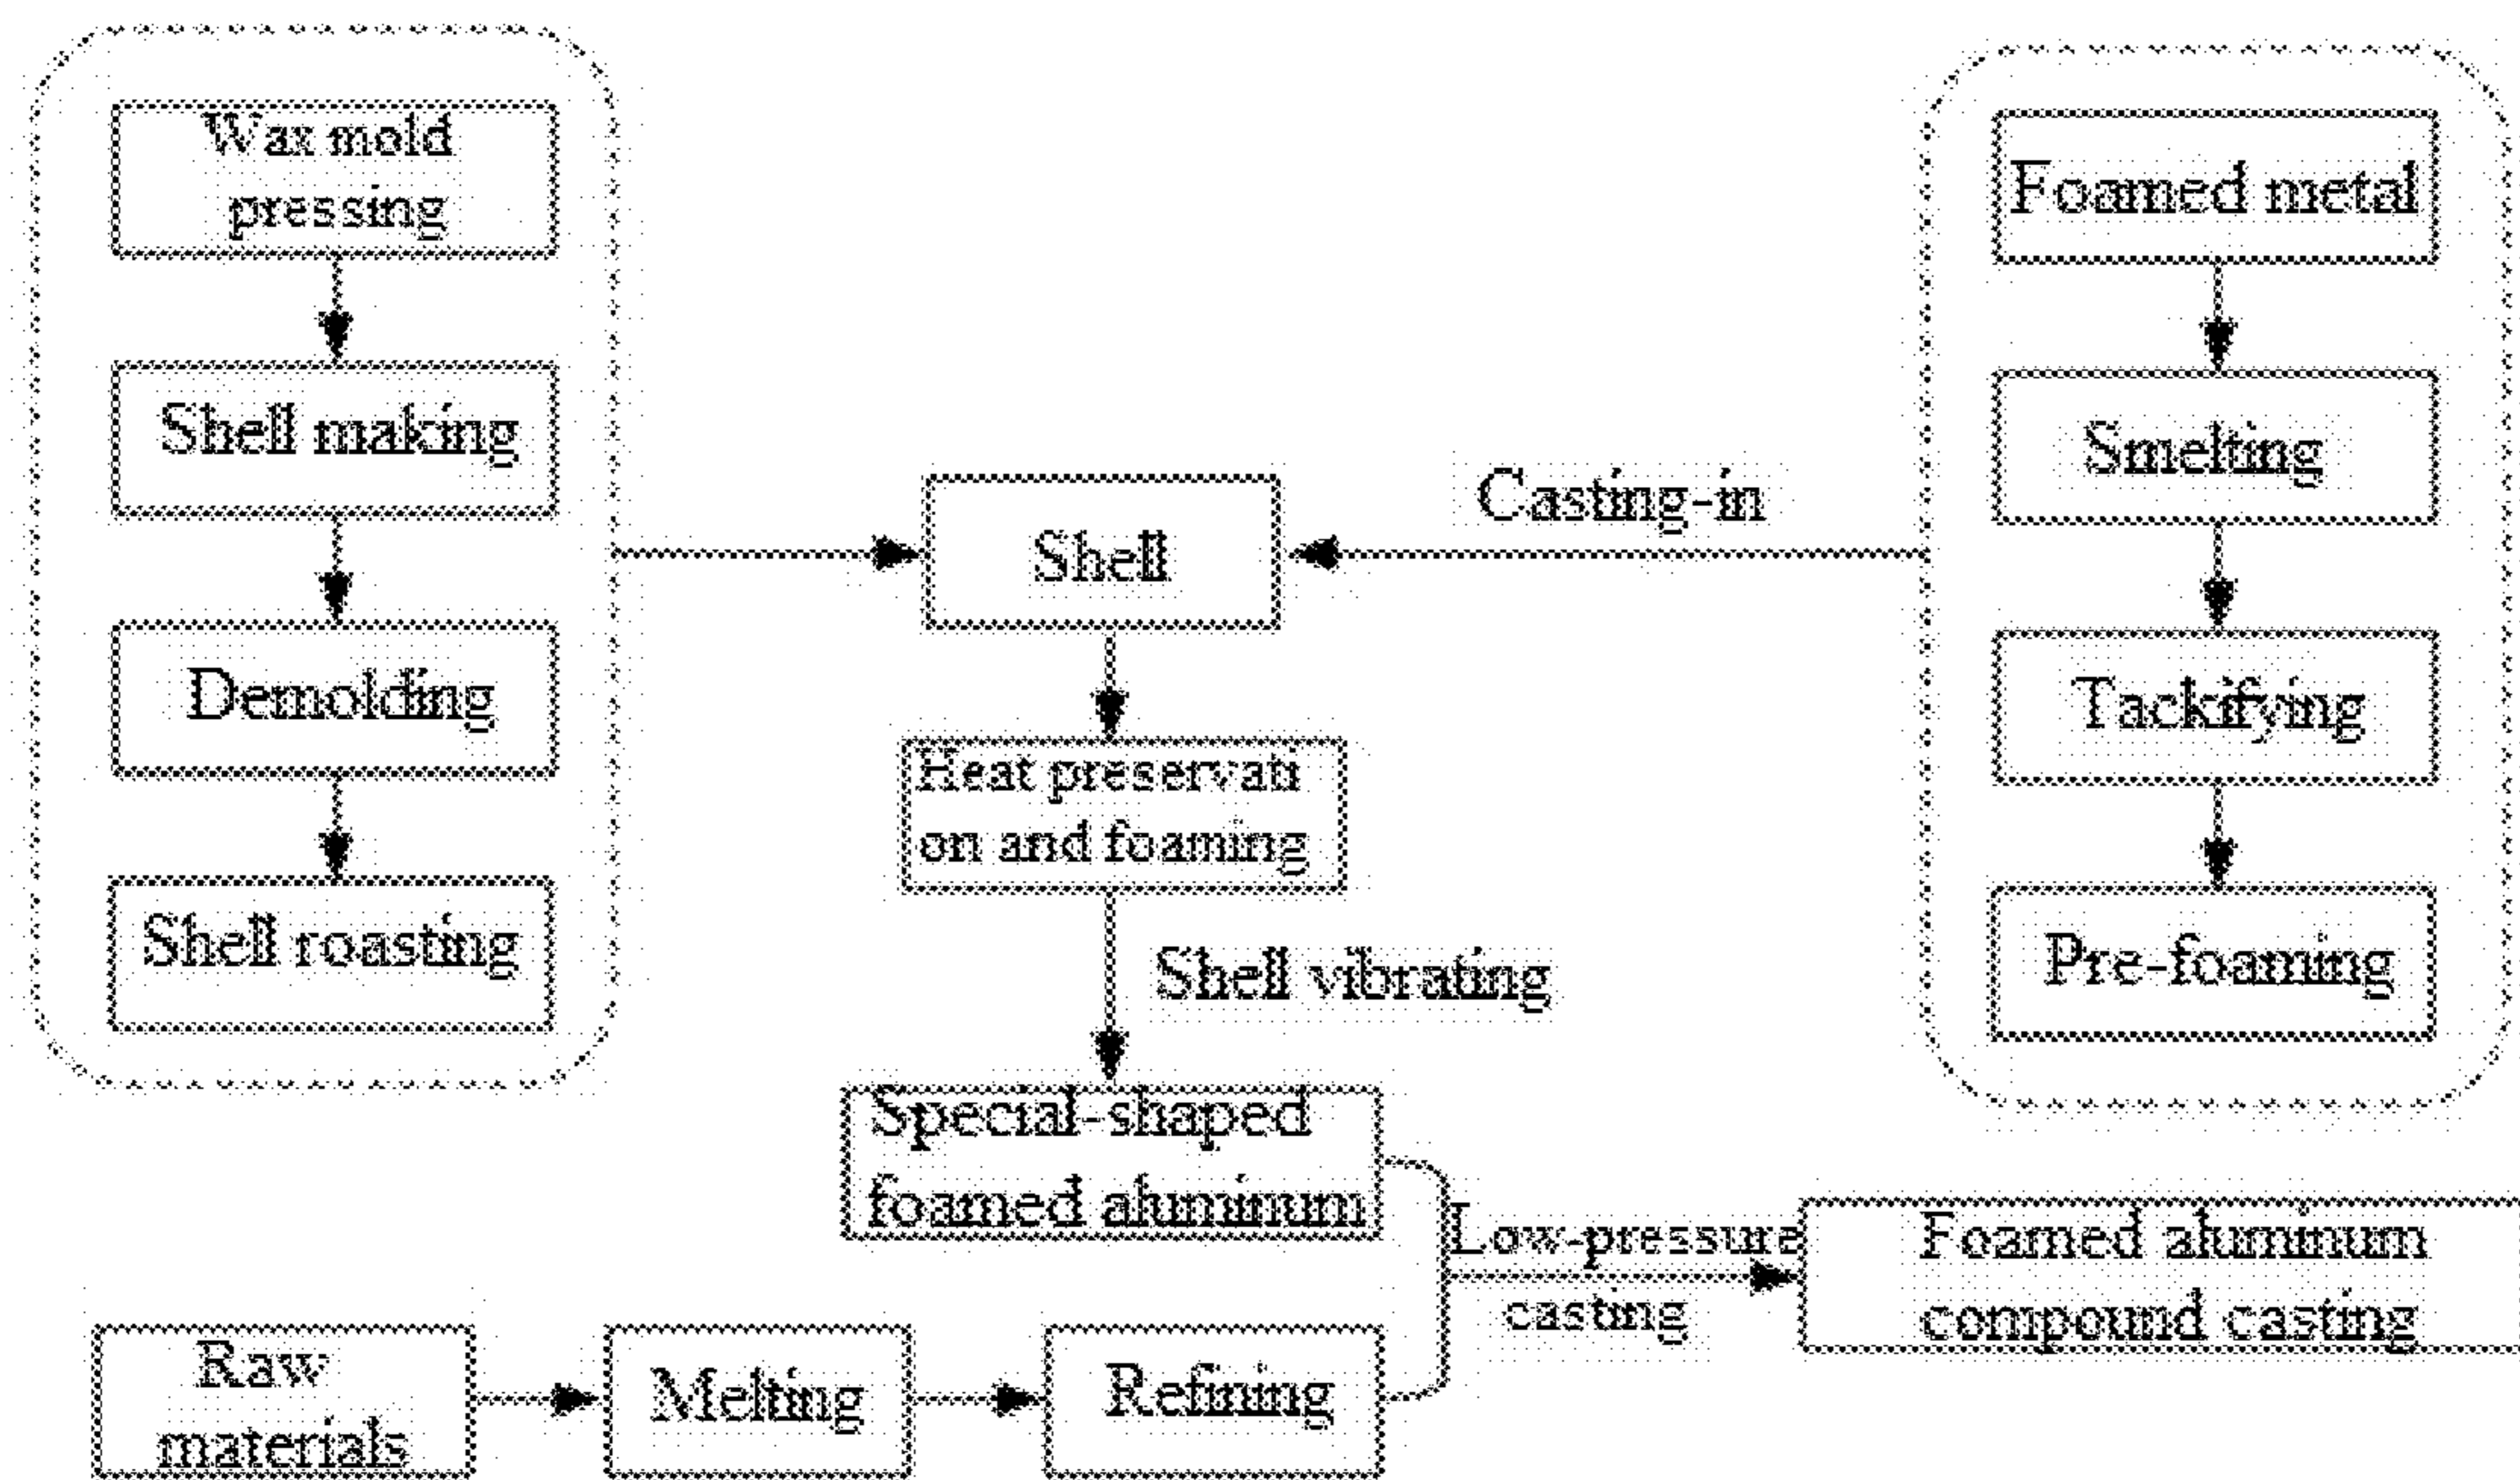 Wax mold
pressing
Shell making
Demolding
Shell roasting
Foamed metal
Smelting
Tackifying
Pre-foaming
Casting-in
Shell
Heat preservati
on and foaming
Shell vibrating
Special-shaped
foamed aluminum
Low-pressure
casting
Foamed aluminum
compound casting
Raw
materials
Melting
Refining